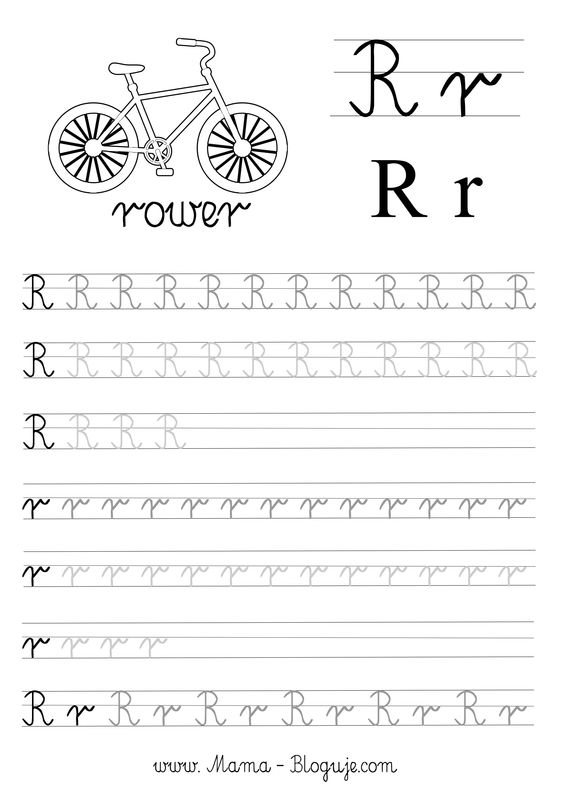 R r
R r
rower
R R R R R R R R R R R R
R R R R R R R R R R R R
R R R R
r r r r r r r r r r r r r
r r r r r r r r r r r r r
r r r r
R r R r R r R r R r R r
www. Mama - Bloguje.com